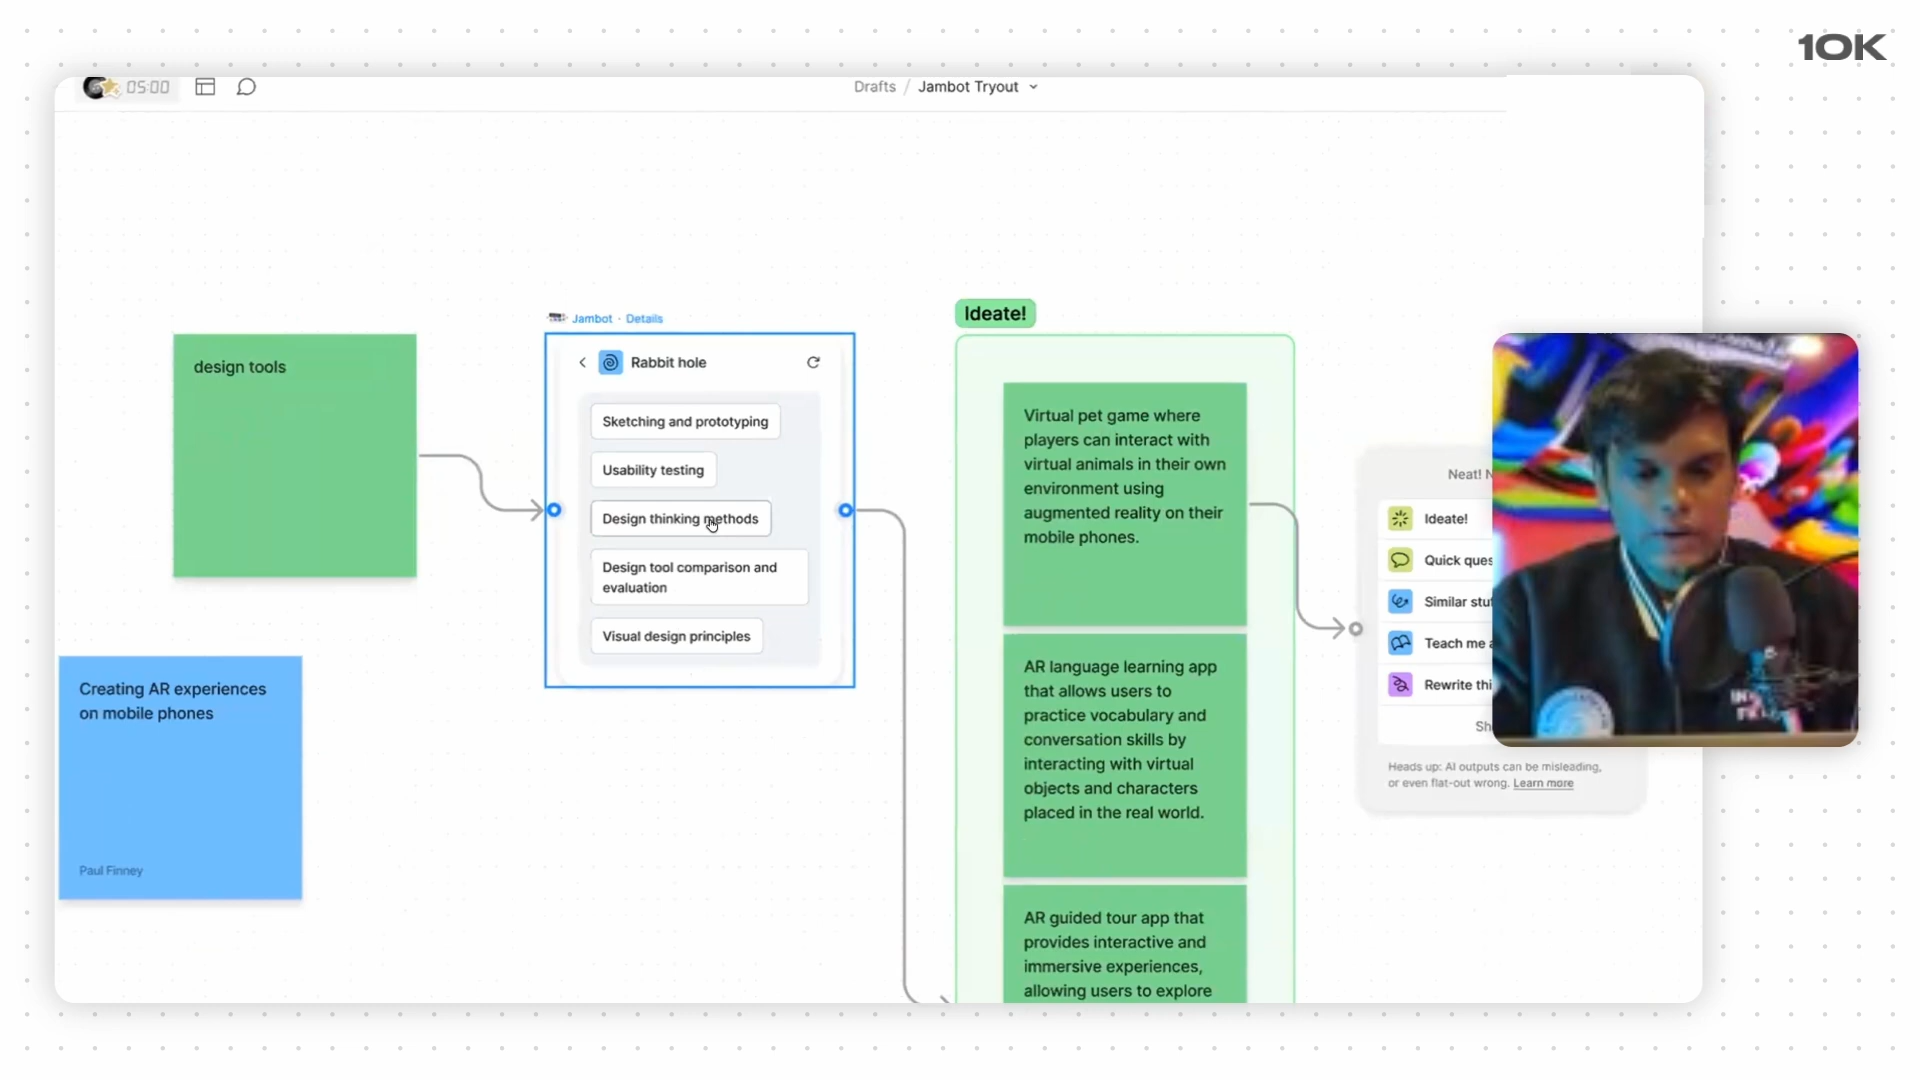 10K
05:00
Drafts / Jambot Tryout
Ideate!
Jambot · Details
design tools
Rabbit hole
Sketching and prototyping
Usability testing
Design thinking methods
Design tool comparison and
evaluation
Visual design principles
Creating AR experiences
on mobile phones
Paul Finney
Virtual pet game where
players can interact with
virtual animals in their own
environment using
augmented reality on their
mobile phones.
AR language learning app
that allows users to
practice vocabulary and
conversation skills by
interacting with virtual
objects and characters
placed in the real world.
AR guided tour app that
provides interactive and
immersive experiences,
allowing users to explore
Neat! N
Ideate!
Quick ques
Similar stu
Teach me a
Rewrite thi
Sh
Heads up: AI outputs can be misleading,
or even flat-out wrong. Learn more